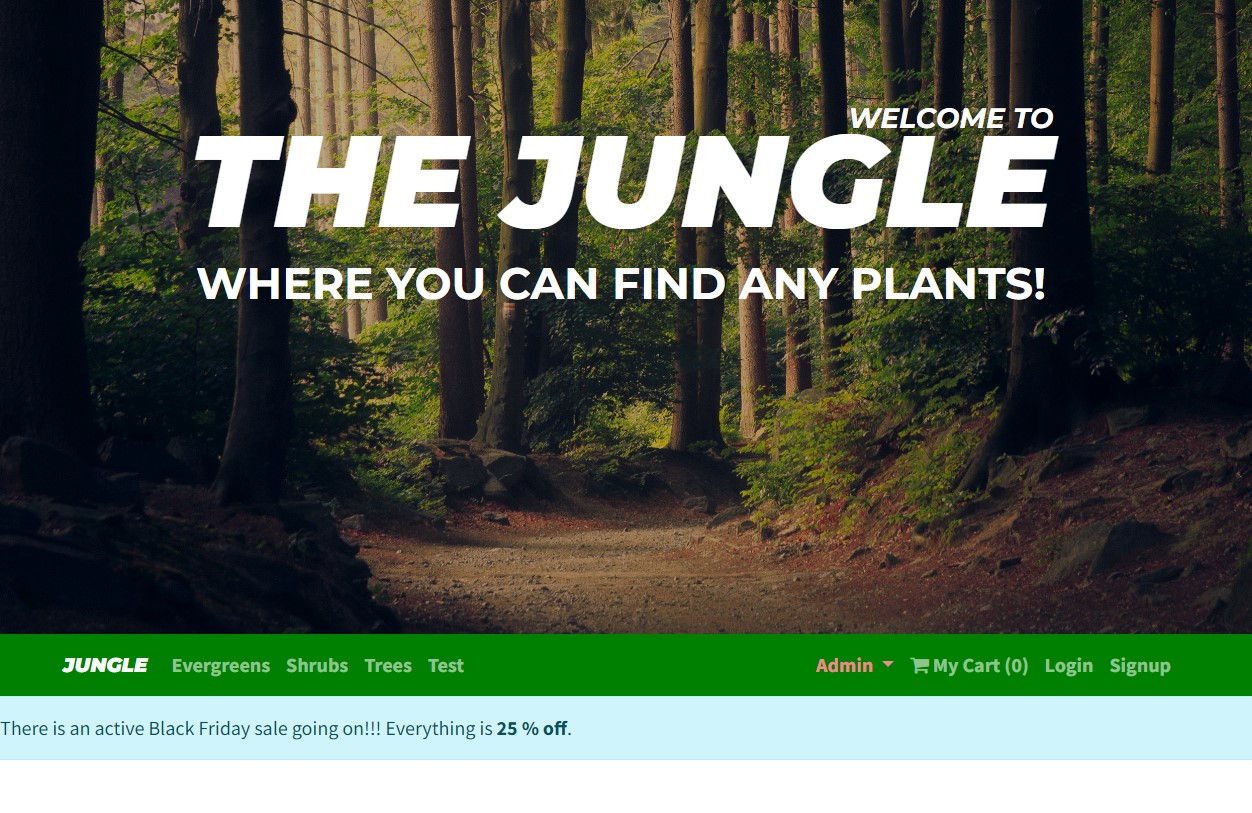 WELCOME TO
THE JUNGLE
WHERE YOU CAN FIND ANY PLANTS!
JUNGLE Evergreens Shrubs Trees Test Admin My Cart (0) Login Signup
There is an active Black Friday sale going on!!! Everything is 25 % off.